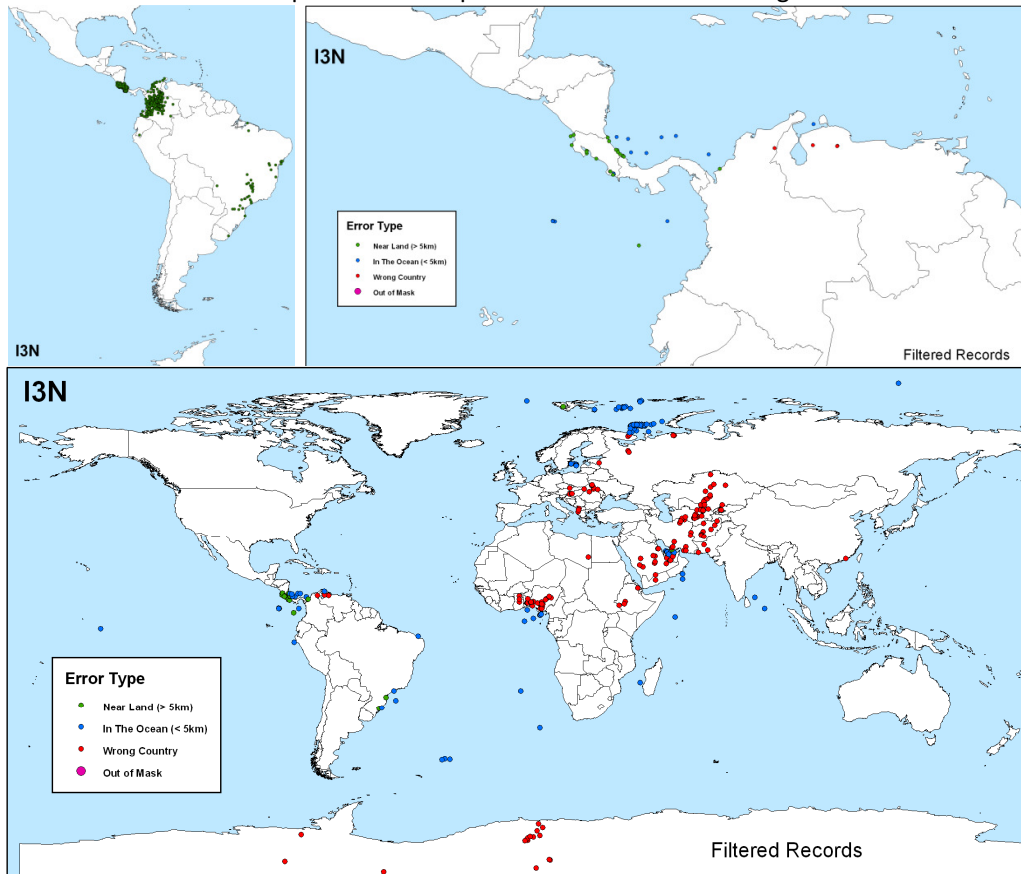 I3N
I3N
Error Type
Near Land (> 5km)
In The Ocean (< 5km)
Wrong Country
Out of Mask
Filtered Records
I3N
Error Type
Near Land (> 5km)
In The Ocean (< 5km)
Wrong Country
Out of Mask
Filtered Records